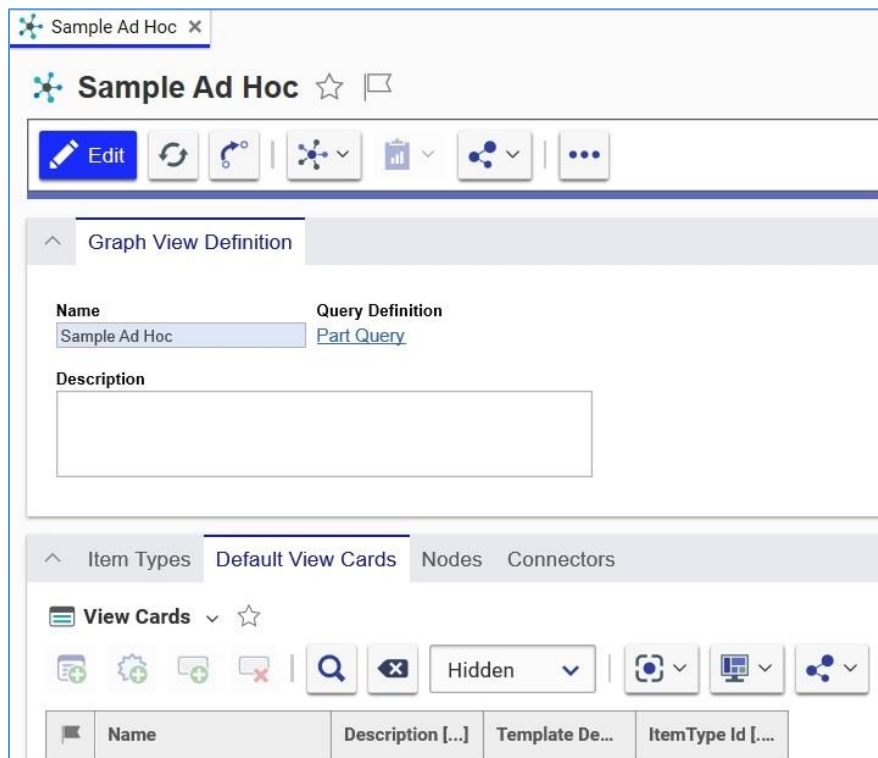 Sample Ad Hoc
Sample Ad Hoc
Edit
Graph View Definition
Name Query Definition
Sample Ad Hoc Part Query
Description
Item Types Default View Cards Nodes Connectors
View Cards
Hidden
Name Description [...] Template De... ItemType Id [....